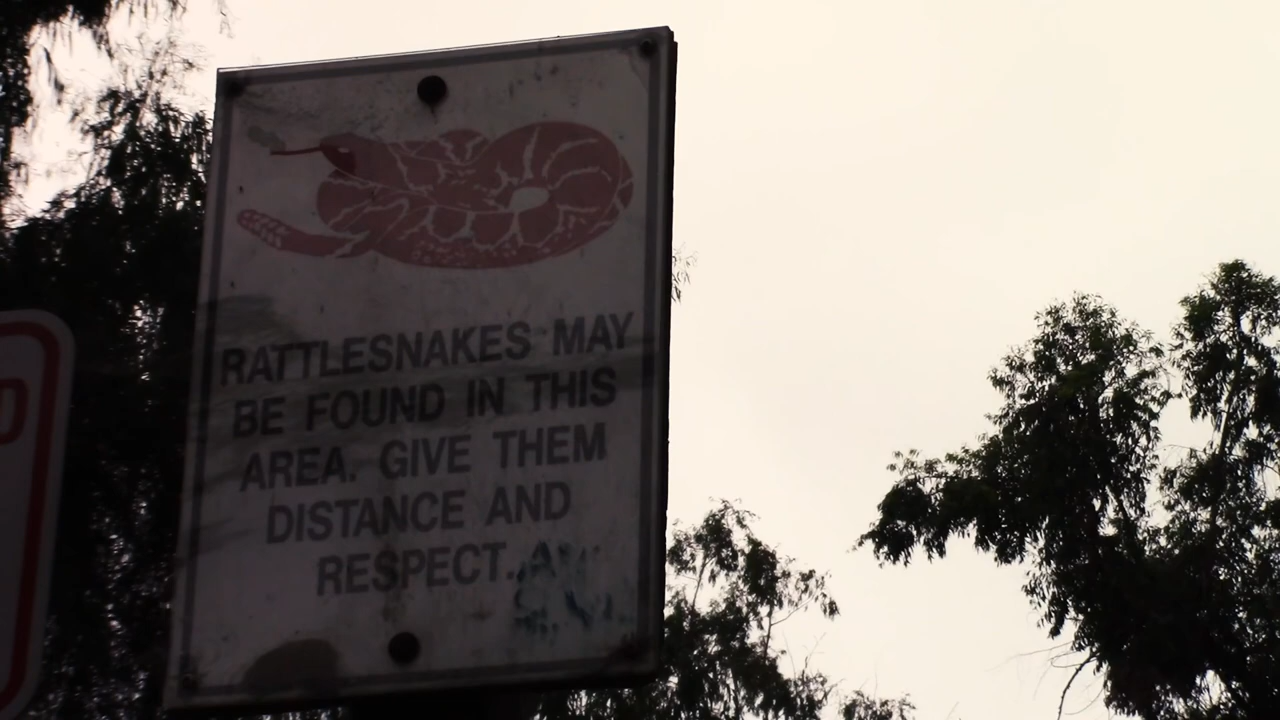 RATTLESNAKES MAY
BE FOUND IN THIS
AREA. GIVE THEM
DISTANCE AND
RESPECT.
D